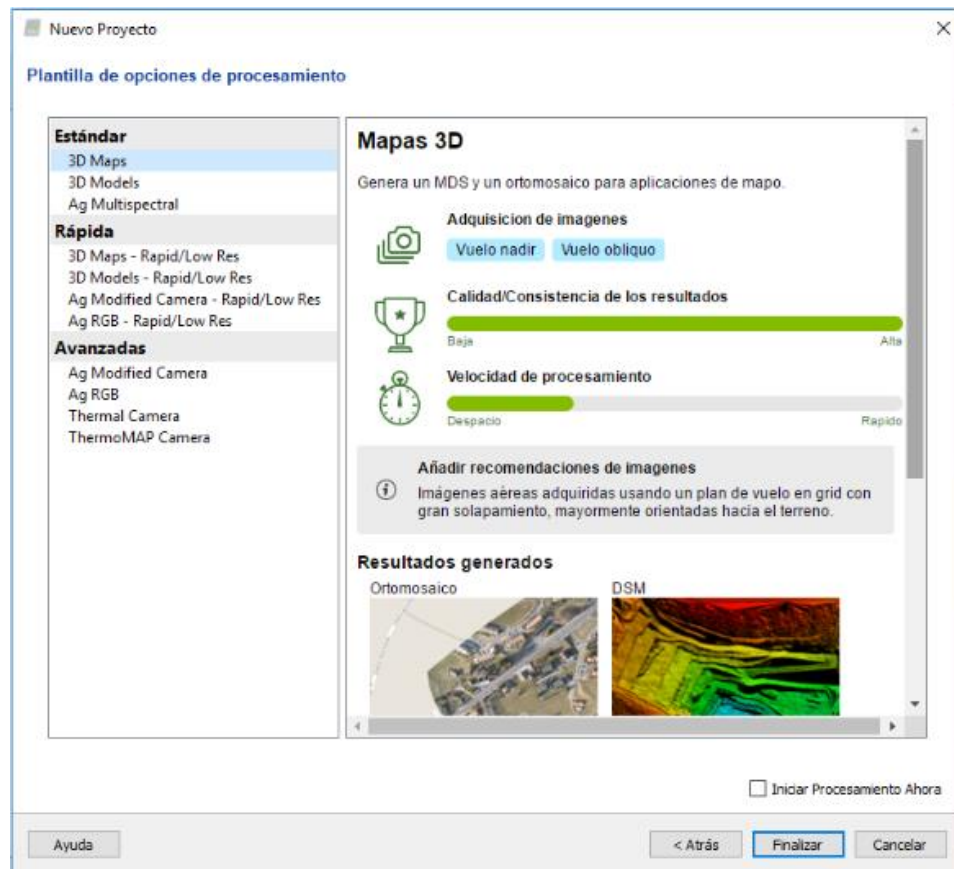 Nuevo Proyecto
Plantilla de opciones de procesamiento
Estándar
3D Maps
3D Models
Ag Multispectral
Rápida
3D Maps - Rapid/Low Res
3D Models - Rapid/Low Res
Ag Modified Camera - Rapid/Low Res
Ag RGB - Rapid/Low Res
Avanzadas
Ag Modified Camera
Ag RGB
Thermal Camera
ThermoMAP Camera
Mapas 3D
Genera un MDS y un ortomosaico para aplicaciones de mapo.
Adquisicion de imagenes
Vuelo nadir Vuelo obliquo
Calidad/Consistencia de los resultados
Baja Alta
Velocidad de procesamiento
Despacio Rapido
Añadir recomendaciones de imagenes
Imágenes aéreas adquiridas usando un plan de vuelo en grid con
gran solapamiento, mayormente orientadas hacia el terreno.
Resultados generados
Ortomosaico DSM
Iniciar Procesamiento Ahora
Ayuda < Atrás Finalizar Cancelar